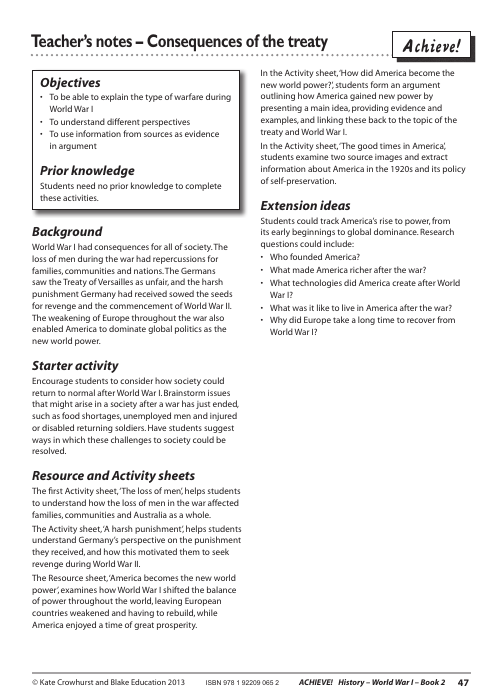 Teacher's notes – Consequences of the treaty
Achieve!
Objectives
• To be able to explain the type of warfare during
World War I
• To understand different perspectives
• To use information from sources as evidence
in argument
Prior knowledge
Students need no prior knowledge to complete
these activities.
Background
World War I had consequences for all of society. The
loss of men during the war had repercussions for
families, communities and nations. The Germans
saw the Treaty of Versailles as unfair, and the harsh
punishment Germany had received sowed the seeds
for revenge and the commencement of World War II.
The weakening of Europe throughout the war also
enabled America to dominate global politics as the
new world power.
Starter activity
Encourage students to consider how society could
return to normal after World War I. Brainstorm issues
that might arise in a society after a war has just ended,
such as food shortages, unemployed men and injured
or disabled returning soldiers. Have students suggest
ways in which these challenges to society could be
resolved.
Resource and Activity sheets
The first Activity sheet, 'The loss of men', helps students
to understand how the loss of men in the war affected
families, communities and Australia as a whole.
The Activity sheet, 'A harsh punishment', helps students
understand Germany's perspective on the punishment
they received, and how this motivated them to seek
revenge during World War II.
The Resource sheet, 'America becomes the new world
power', examines how World War I shifted the balance
of power throughout the world, leaving European
countries weakened and having to rebuild, while
America enjoyed a time of great prosperity.
In the Activity sheet, 'How did America become the
new world power?', students form an argument
outlining how America gained new power by
presenting a main idea, providing evidence and
examples, and linking these back to the topic of the
treaty and World War I.
In the Activity sheet, 'The good times in America',
students examine two source images and extract
information about America in the 1920s and its policy
of self-preservation.
Extension ideas
Students could track America's rise to power, from
its early beginnings to global dominance. Research
questions could include:
• Who founded America?
• What made America richer after the war?
• What technologies did America create after World
War I?
• What was it like to live in America after the war?
• Why did Europe take a long time to recover from
World War I?
© Kate Crowhurst and Blake Education 2013 ISBN 978 1 92209 065 2 ACHIEVE! History – World War I – Book 2 47